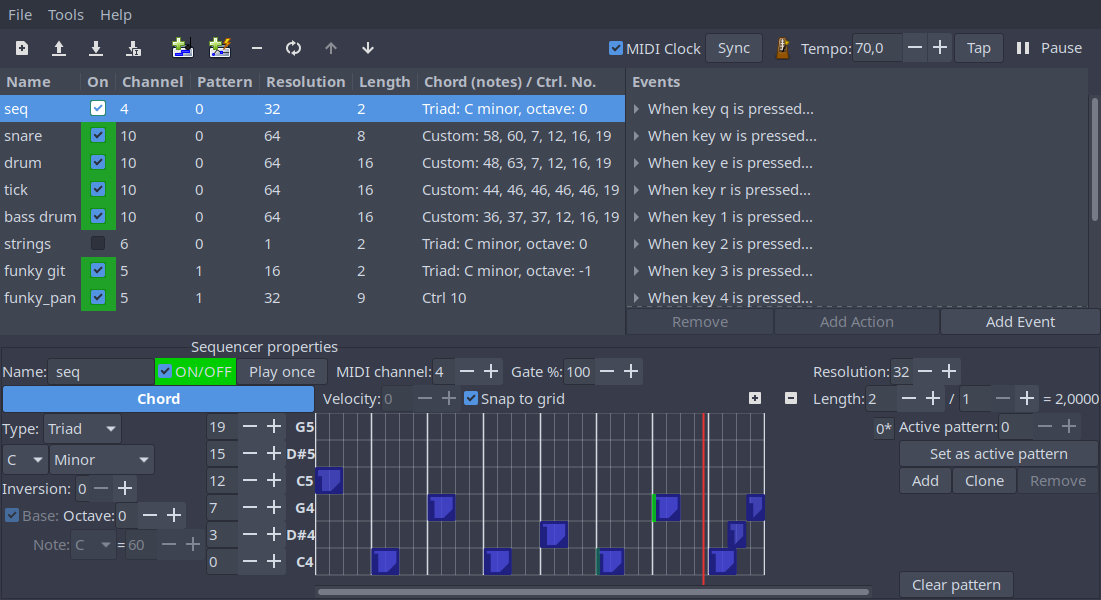 File Tools Help
MIDI Clock Sync Tempo: 70,0 Tap Pause
Name On Channel Pattern Resolution Length Chord (notes) / Ctrl. No. Events
seq 4 0 32 2 Triad: C minor, octave: 0 When key q is pressed...
snare 10 0 64 8 Custom: 58, 60, 7, 12, 16, 19 When key w is pressed...
drum 10 0 64 16 Custom: 48, 63, 7, 12, 16, 19 When key e is pressed...
tick 10 0 64 16 Custom: 44, 46, 46, 46, 46, 19 When key r is pressed...
bass drum 10 0 64 16 Custom: 36, 37, 37, 12, 16, 19 When key 1 is pressed...
strings 6 0 1 2 Triad: C minor, octave: 0 When key 2 is pressed...
funky git 5 1 16 2 Triad: C minor, octave: -1 When key 3 is pressed...
funky_pan 5 1 32 9 Ctrl 10 When key 4 is pressed...
Remove Add Action Add Event
Sequencer properties
Name: seq ON/OFF Play once MIDI channel: 4 Gate %: 100 Resolution: 32
Chord Velocity: 0 Snap to grid Length: 2 / 1 = 2,0000
Type: Triad 19 G5 0* Active pattern: 0
C Minor 15 D#5 Set as active pattern
Inversion: 0 12 C5 Add Clone Remove
Base: Octave: 0 7 G4
Note: C = 60 3 D#4
0 C4
Clear pattern